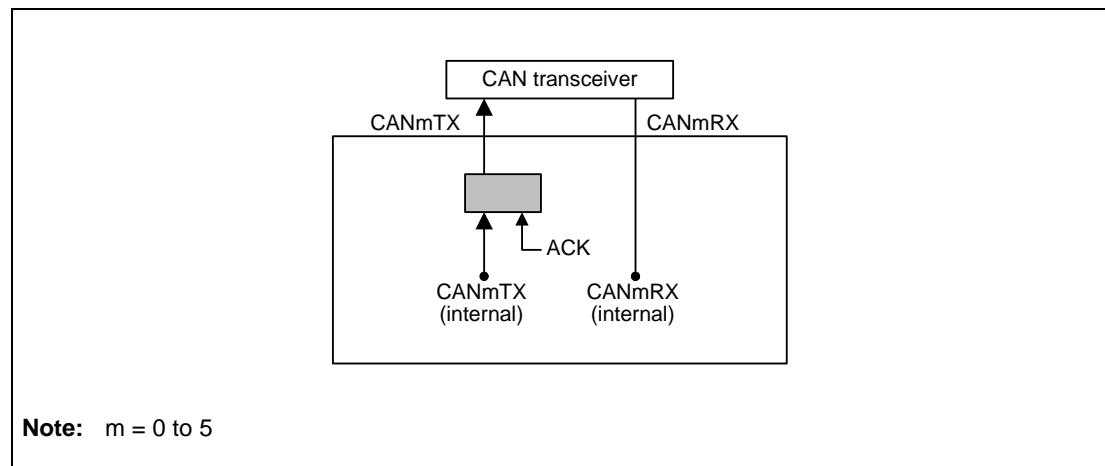 CAN transceiver
CANmTX
CANmRX
ACK
CANmTX
(internal)
CANmRX
(internal)
Note: m = 0 to 5